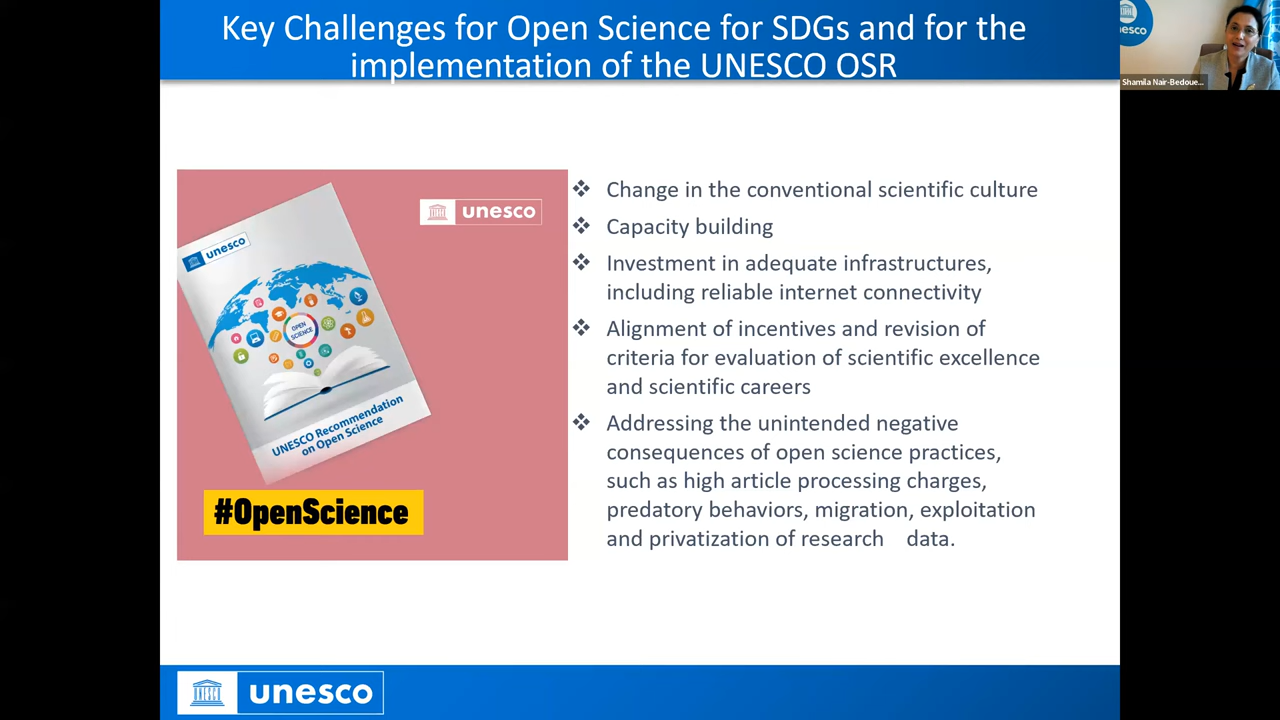 Key Challenges for Open Science for SDGs and for the
implementation of the UNESCO OSR
unesco
Shamila Nair-Bedoue...
unesco
unesco
OPEN
SCIENCE
UNESCO Recommendation
on Open Science
#OpenScience
❖ Change in the conventional scientific culture
❖ Capacity building
❖ Investment in adequate infrastructures,
including reliable internet connectivity
❖ Alignment of incentives and revision of
criteria for evaluation of scientific excellence
and scientific careers
❖ Addressing the unintended negative
consequences of open science practices,
such as high article processing charges,
predatory behaviors, migration, exploitation
and privatization of research data.
unesco